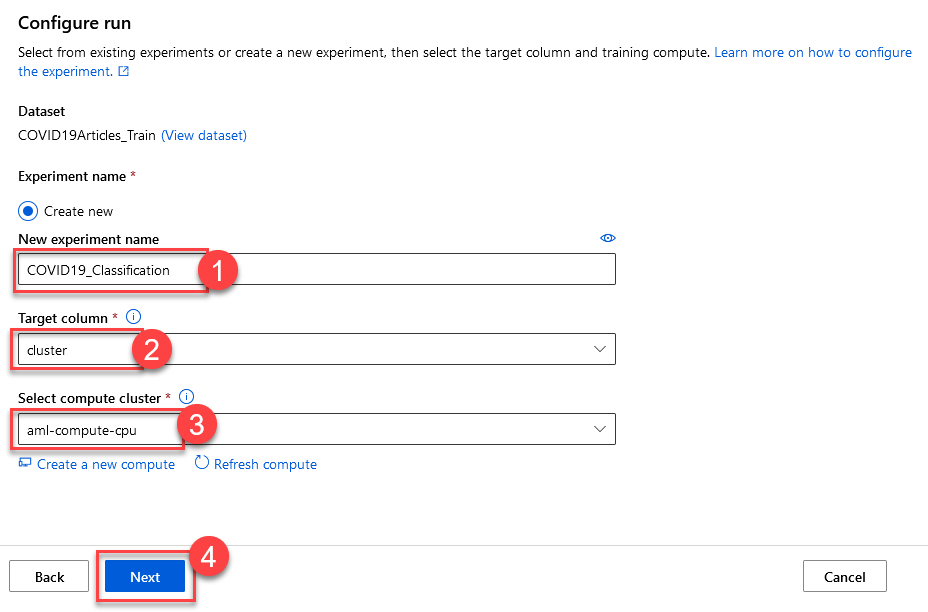 Configure run
Select from existing experiments or create a new experiment, then select the target column and training compute. Learn more on how to configure
the experiment.
Dataset
COVID19Articles_Train (View dataset)
Experiment name *
Create new
New experiment name
COVID19_Classification 1
Target column *
cluster 2
Select compute cluster *
aml-compute-cpu 3
Create a new compute Refresh compute
4
Back Next Cancel